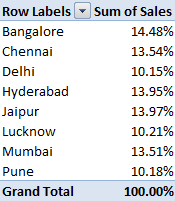 Row Labels Sum of Sales
Bangalore 14.48%
Chennai 13.54%
Delhi 10.15%
Hyderabad 13.95%
Jaipur 13.97%
Lucknow 10.21%
Mumbai 13.51%
Pune 10.18%
Grand Total 100.00%